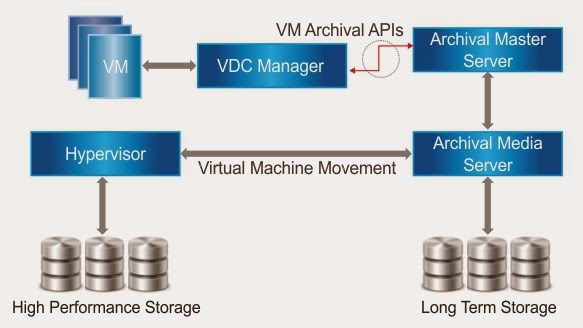 VM Archival APIs
VM
VDC Manager
Archival Master
Server
Hypervisor
Virtual Machine Movement
Archival Media
Server
High Performance Storage
Long Term Storage